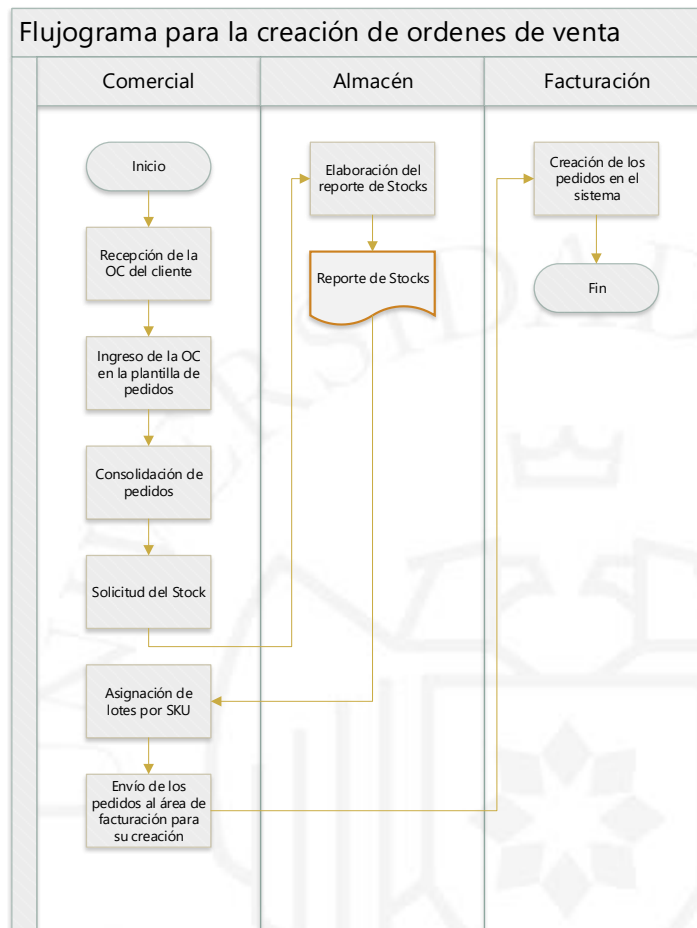 Flujograma para la creación de ordenes de venta
Comercial
Almacén
Facturación
Inicio
Recepción de la
OC del cliente
Ingreso de la OC
en la plantilla de
pedidos
Consolidación de
pedidos
Solicitud del Stock
Asignación de
lotes por SKU
Envío de los
pedidos al área de
facturación para
su creación
Elaboración del
reporte de Stocks
Reporte de Stocks
Creación de los
pedidos en el
sistema
Fin
UNIVERSIDAD